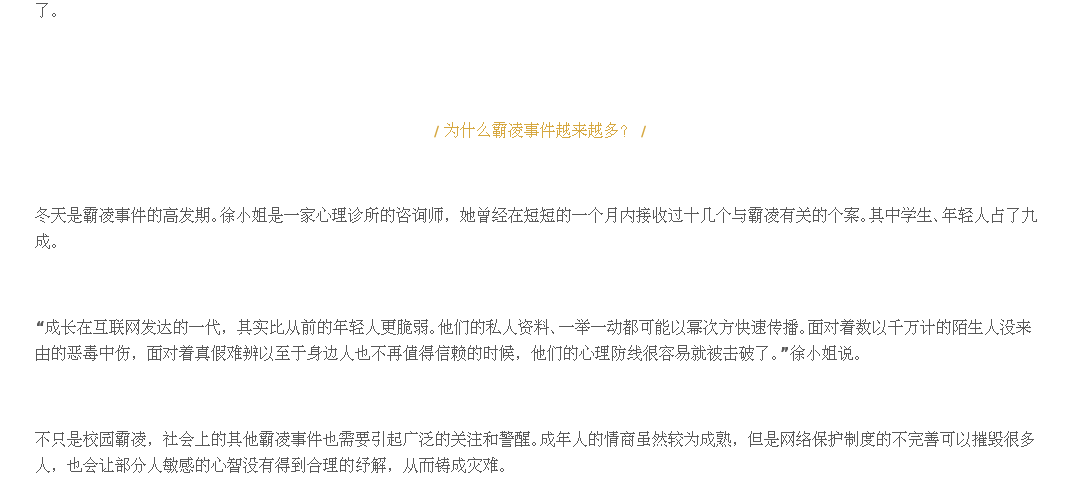 了。
/ 为什么霸凌事件越来越多？ /
冬天是霸凌事件的高发期。徐小姐是一家心理诊所的咨询师，她曾经在短短的一个月内接收过十几个与霸凌有关的个案。其中学生、年轻人占了九
成。
“成长在互联网发达的一代，其实比从前的年轻人更脆弱。他们的私人资料、一举一动都可能以幂次方快速传播。面对着数以千万计的陌生人没来
由的恶毒中伤，面对着真假难辨以至于身边人也不再值得信赖的时候，他们的心理防线很容易就被击破了。”徐小姐说。
不只是校园霸凌，社会上的其他霸凌事件也需要引起广泛的关注和警醒。成年人的情商虽然较为成熟，但是网络保护制度的不完善可以摧毁很多
人，也会让部分人敏感的心智没有得到合理的纾解，从而铸成灾难。